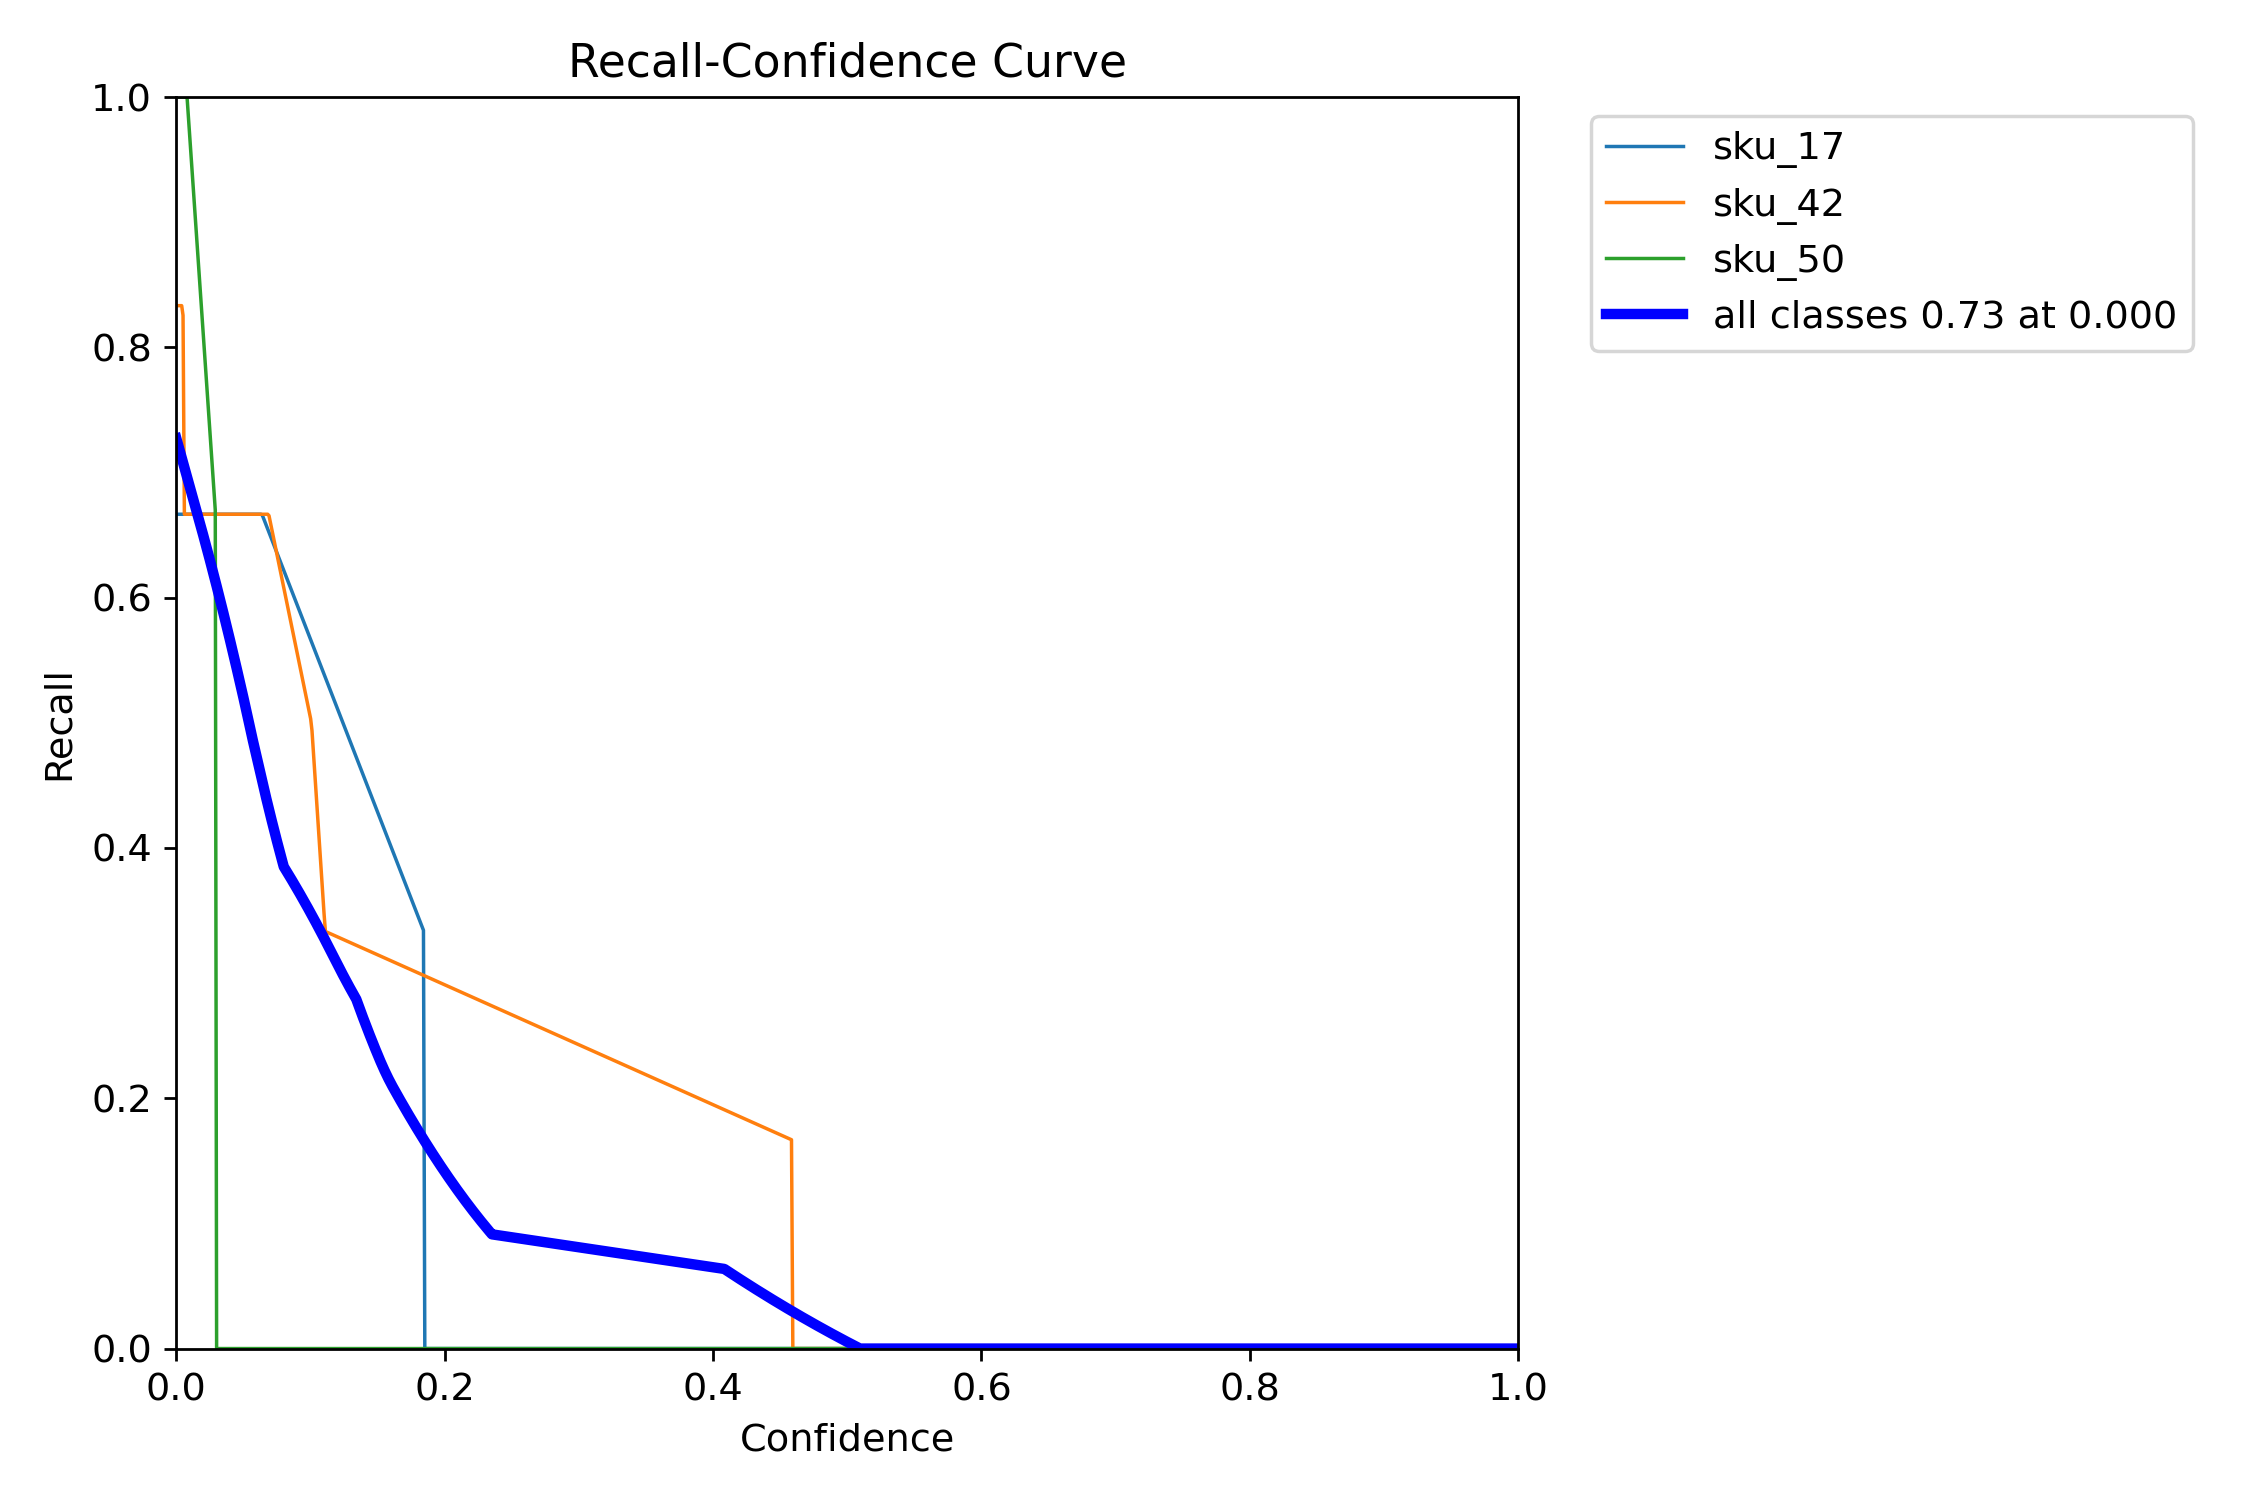 Recall-Confidence Curve
1.0
0.8
0.6
0.4
0.2
0.0
Recall
0.0 0.2 0.4 0.6 0.8 1.0
Confidence
sku_17
sku_42
sku_50
all classes 0.73 at 0.000